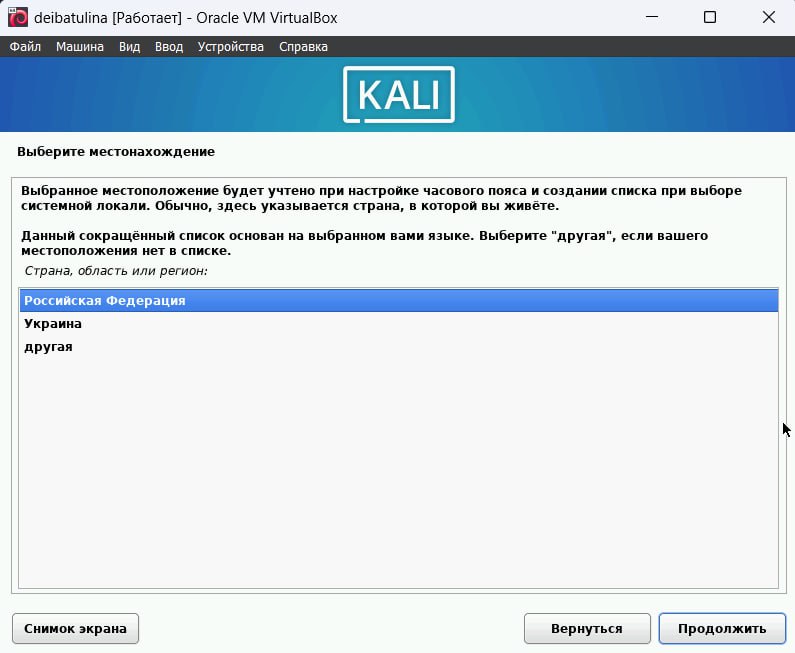 deibatulina [Работает] - Oracle VM VirtualBox
Файл Машина Вид Ввод Устройства Справка
KALI
Выберите местонахождение
Выбранное местоположение будет учтено при настройке часового пояса и создании списка при выборе
системной локали. Обычно, здесь указывается страна, в которой вы живёте.
Данный сокращённый список основан на выбранном вами языке. Выберите "другая", если вашего
местоположения нет в списке.
Страна, область или регион:
Российская Федерация
Украина
другая
Снимок экрана Вернуться Продолжить